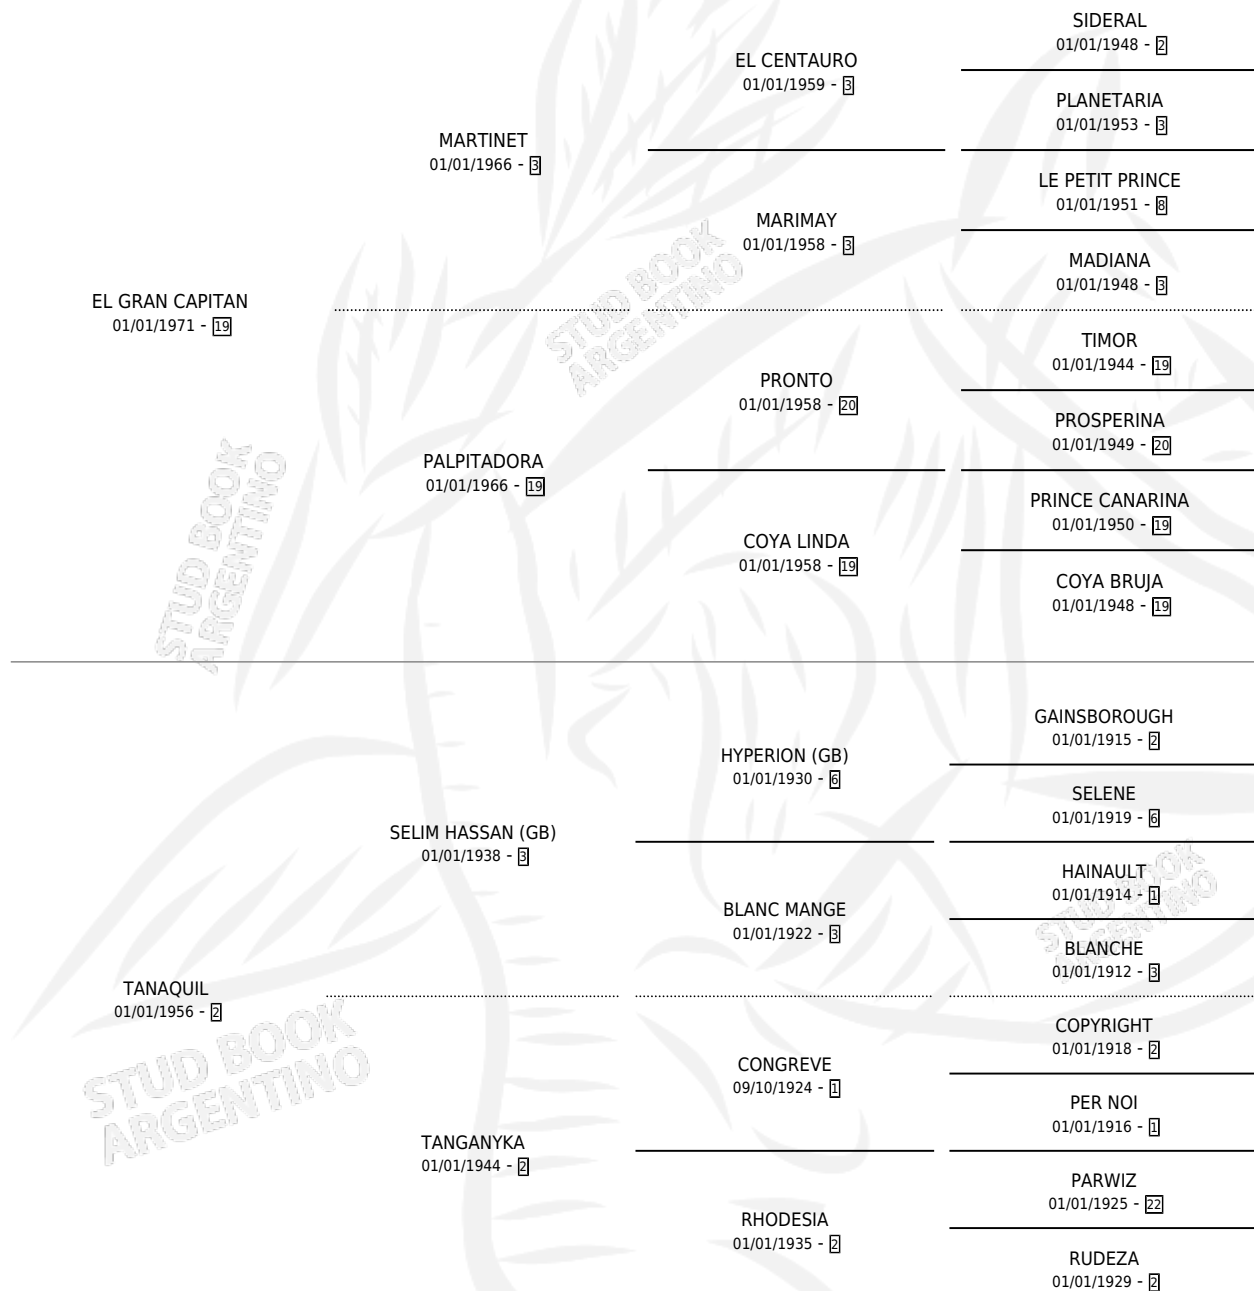 SIDERAL
01/01/1948 - 2
EL CENTAURO
01/01/1959 - 3
PLANETARIA
01/01/1953 - 3
MARTINET
01/01/1966 - 3
LE PETIT PRINCE
01/01/1951 - 8
MARIMAY
01/01/1958 - 3
MADIANA
01/01/1948 - 3
EL GRAN CAPITAN
01/01/1971 - 19
TIMOR
01/01/1944 - 19
PRONTO
01/01/1958 - 20
PROSPERINA
01/01/1949 - 20
PALPITADORA
01/01/1966 - 19
PRINCE CANARINA
01/01/1950 - 19
COYA LINDA
01/01/1958 - 19
COYA BRUJA
01/01/1948 - 19
STUD BOOK
ARGENTINO
STUD BOOK
ARGENTINO
GAINSBOROUGH
01/01/1915 - 2
HYPERION (GB)
01/01/1930 - 6
SELENE
01/01/1919 - 6
SELIM HASSAN (GB)
01/01/1938 - 3
HAINAULT
01/01/1914 - 1
BLANC MANGE
01/01/1922 - 3
BLANCHE
01/01/1912 - 3
TANAQUIL
01/01/1956 - 2
COPYRIGHT
01/01/1918 - 2
CONGREVE
09/10/1924 - 1
PER NOI
01/01/1916 - 1
TANGANYKA
01/01/1944 - 2
PARWIZ
01/01/1925 - 22
RHODESIA
01/01/1935 - 2
RUDEZA
01/01/1929 - 2
STUD BOOK
ARGENTINO
STUD BOOK
ARGENTINO